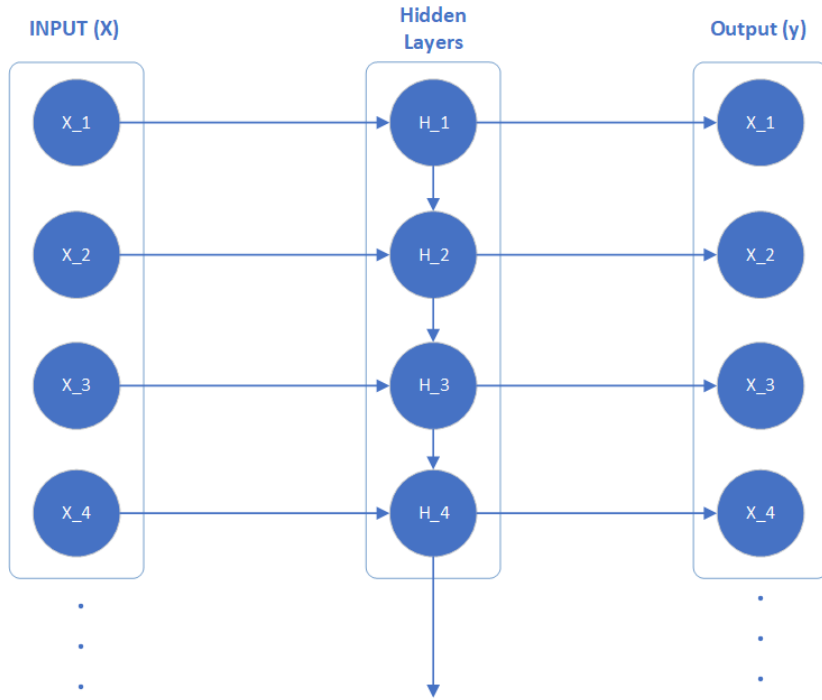 INPUT (X)
Hidden
Layers
Output (y)
X_1
H_1
X_1
X_2
H_2
X_2
X_3
H_3
X_3
X_4
H_4
X_4